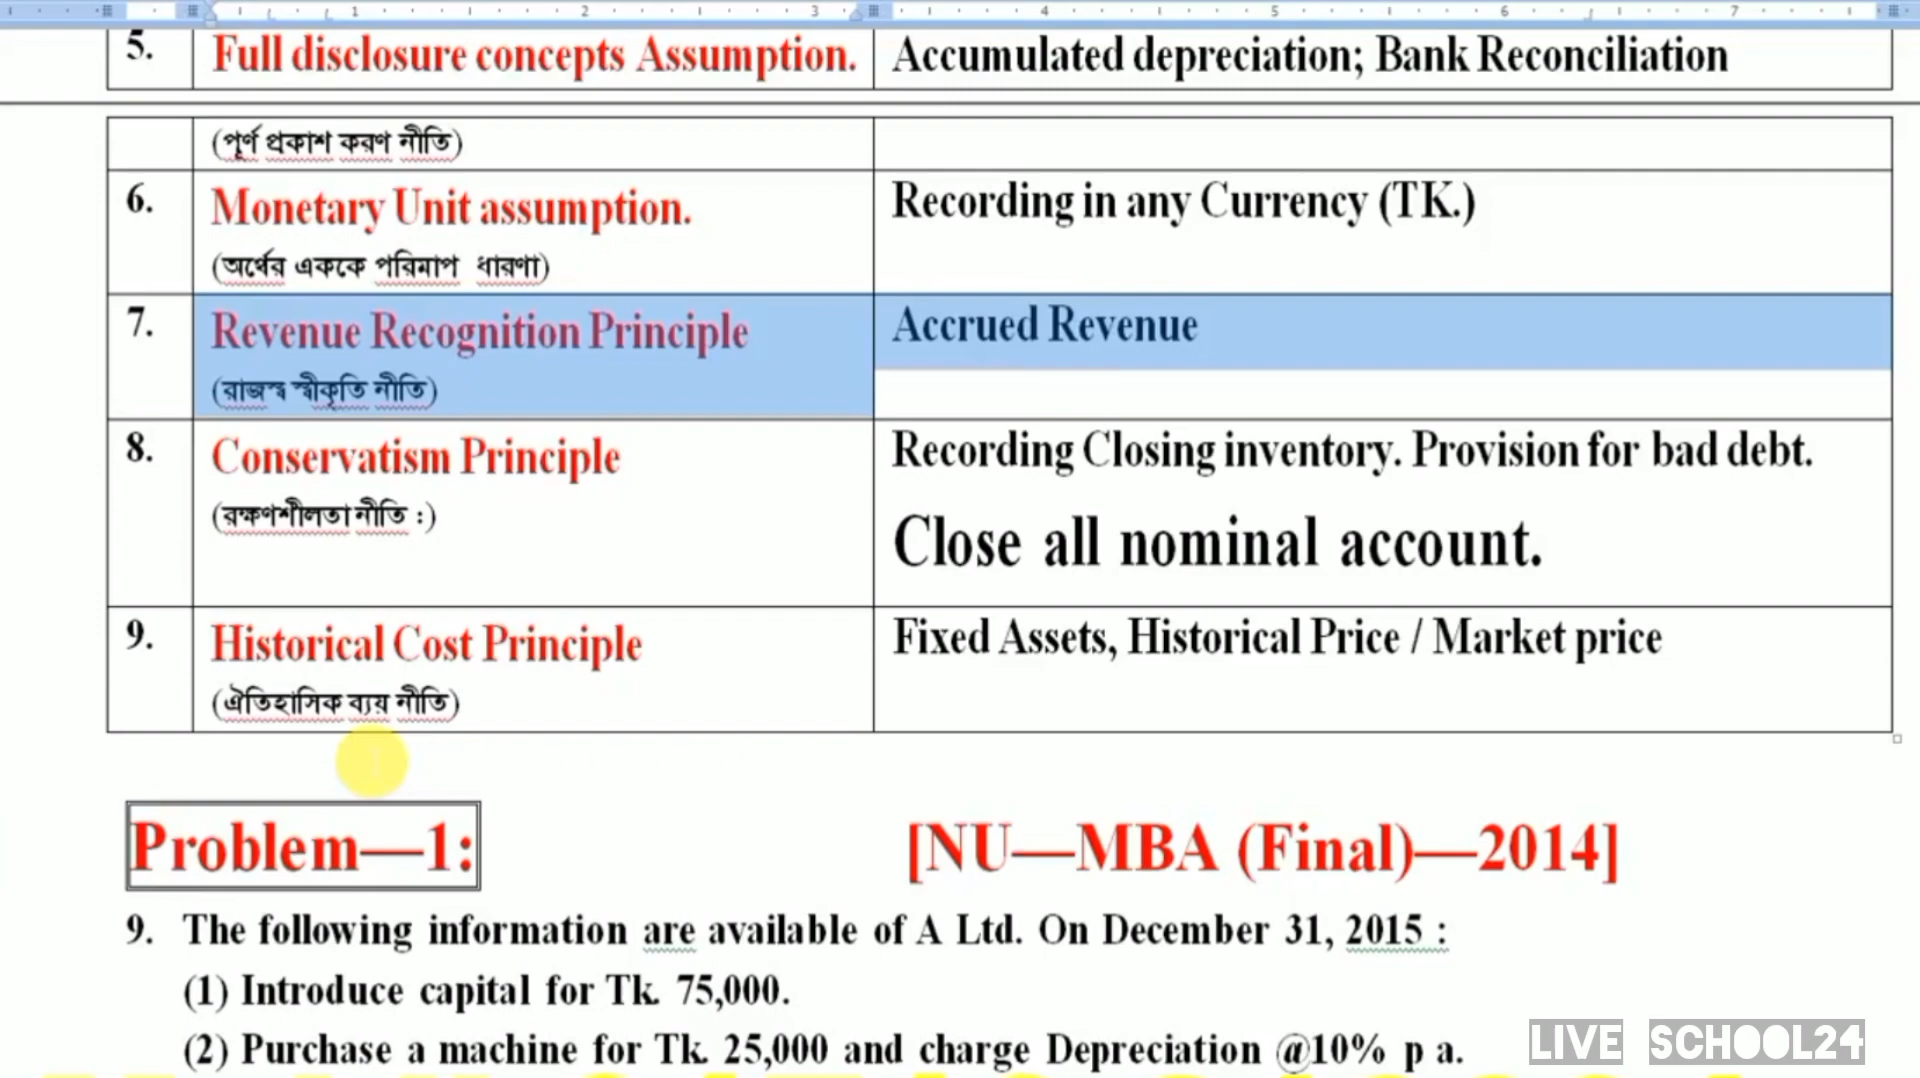 5. Full disclosure concepts Assumption. Accumulated depreciation; Bank Reconciliation
(পূর্ণ প্রকাশ করণ নীতি)
6. Monetary Unit assumption. Recording in any Currency (TK.)
(অর্থের এককে পরিমাপ ধারণা)
7. Revenue Recognition Principle Accrued Revenue
(রাজস্ব স্বীকৃতি নীতি)
8. Conservatism Principle Recording Closing inventory. Provision for bad debt.
(রক্ষণশীলতা নীতি :)
Close all nominal account.
9. Historical Cost Principle Fixed Assets, Historical Price / Market price
(ঐতিহাসিক ব্যয় নীতি)
Problem—1: [NU—MBA (Final)—2014]
9. The following information are available of A Ltd. On December 31, 2015 :
(1) Introduce capital for Tk. 75,000.
(2) Purchase a machine for Tk. 25,000 and charge Depreciation @10% p a.
LIVE SCHOOL24